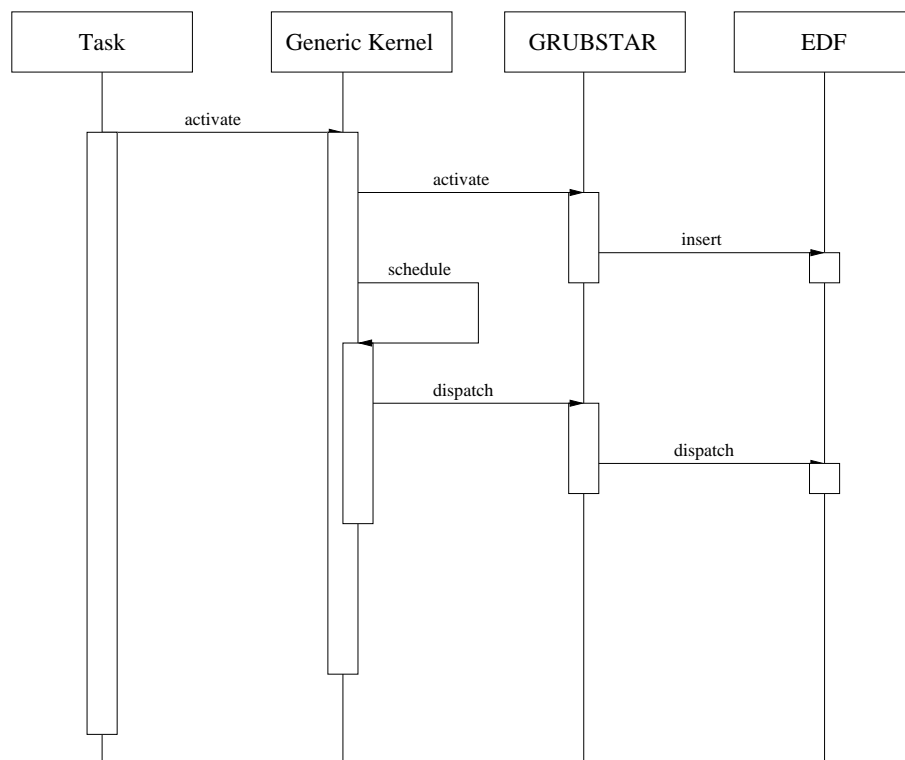 Task
Generic Kernel
GRUBSTAR
EDF
activate
activate
insert
schedule
dispatch
dispatch